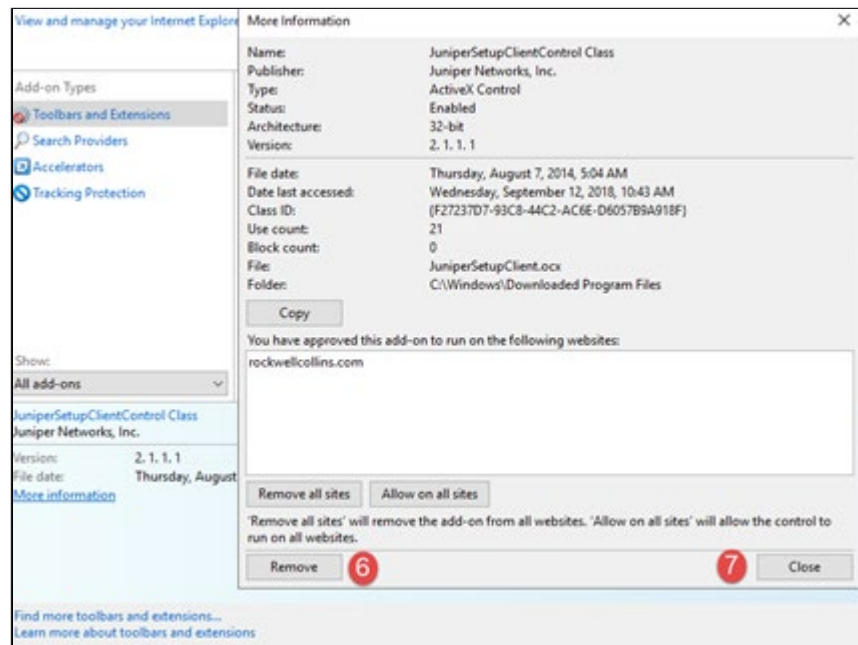 View and manage your Internet Explore
Add-on Types
Toolbars and Extensions
Search Providers
Accelerators
Tracking Protection
Show:
All add-ons
JuniperSetupClientControl Class
Juniper Networks, Inc.
Version: 2. 1. 1. 1
File date: Thursday, August
More information
Find more toolbars and extensions...
Learn more about toolbars and extensions
More Information
Name: JuniperSetupClientControl Class
Publisher: Juniper Networks, Inc.
Type: ActiveX Control
Status: Enabled
Architecture: 32-bit
Version: 2. 1. 1. 1
File date: Thursday, August 7, 2014, 5:04 AM
Date last accessed: Wednesday, September 12, 2018, 10:43 AM
Class ID: {F27237D7-93C8-44C2-AC6E-D6057B9A918F}
Use count: 21
Block count: 0
File: JuniperSetupClient.ocx
Folder: C:\Windows\Downloaded Program Files
Copy
You have approved this add-on to run on the following websites:
rockwellcollins.com
Remove all sites Allow on all sites
'Remove all sites' will remove the add-on from all websites. 'Allow on all sites' will allow the control to
run on all websites.
Remove 6 7 Close